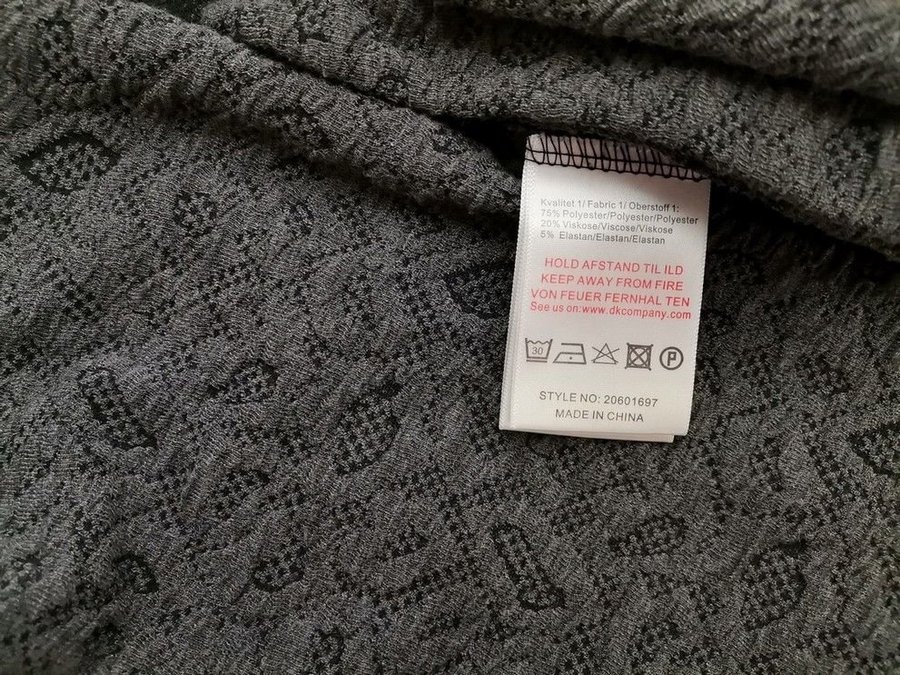 Kvalitet 1/ Fabric 1/ Oberstoff 1:
75% Polyester/Polyester/Polyester
20% Viskose/Viscose/Viskose
5% Elastan/Elastan/Elastan
HOLD AFSTAND TIL ILD
KEEP AWAY FROM FIRE
VON FEUER FERNHAL TEN
See us on:www.dkcompany.com
30 P
STYLE NO: 20601697
MADE IN CHINA